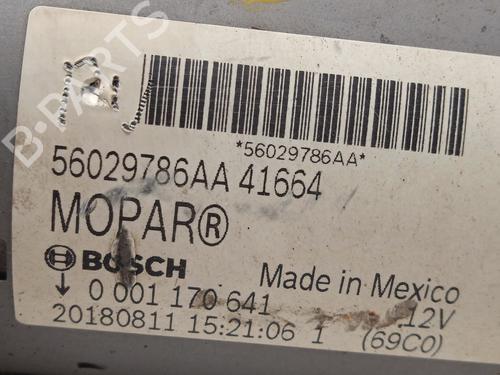 B-PARTS
*56029786AA*
56029786AA 41664
MOPAR®
BOSCH
Made in Mexico
0 001 170 641
12V
20180811 15:21:06 1 (69C0)